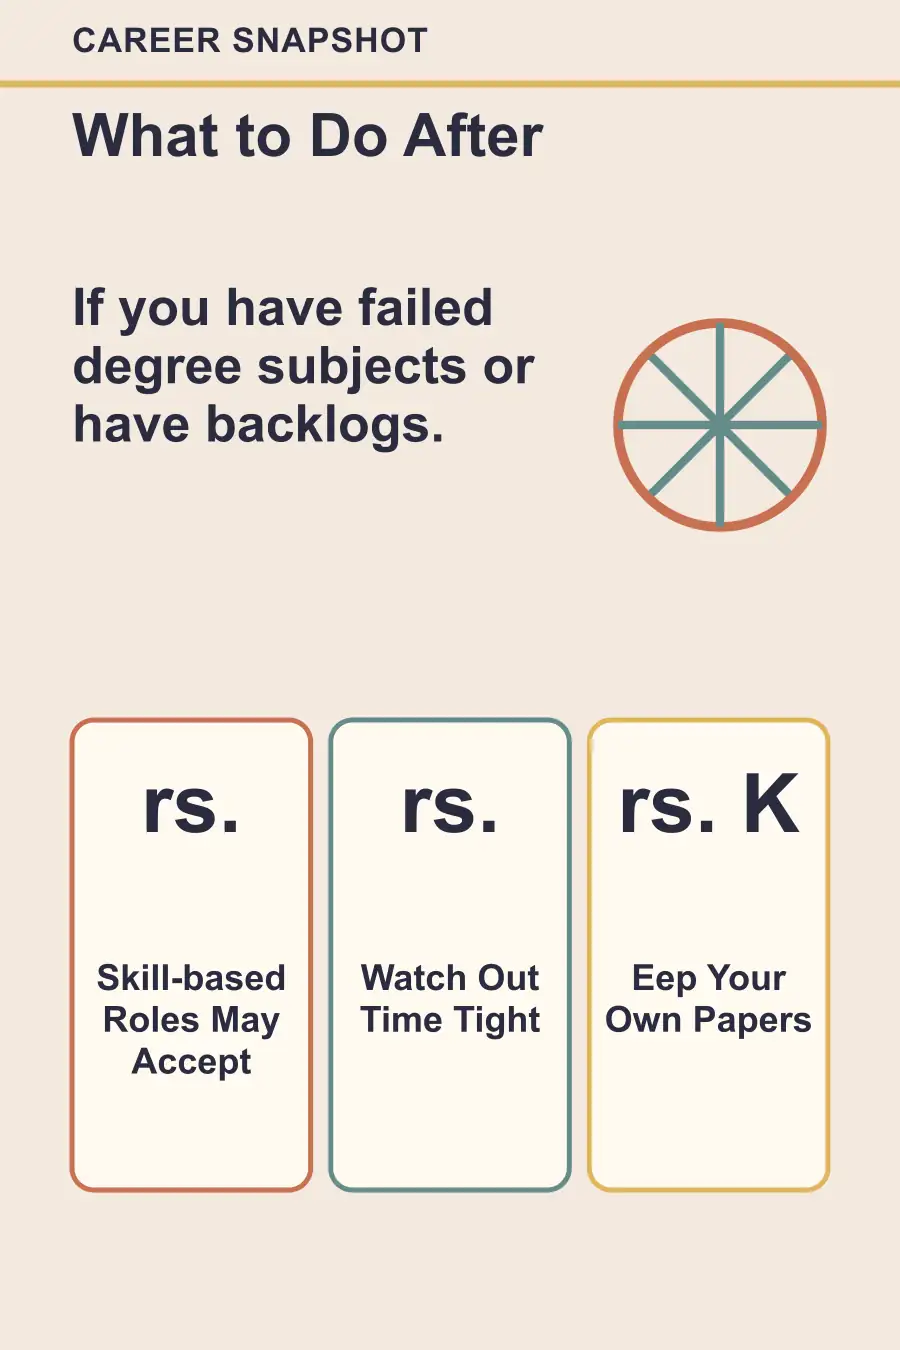 CAREER SNAPSHOT
What to Do After
If you have failed
degree subjects or
have backlogs.
rs.
Skill-based
Roles May
Accept
rs.
Watch Out
Time Tight
rs. K
Eep Your
Own Papers